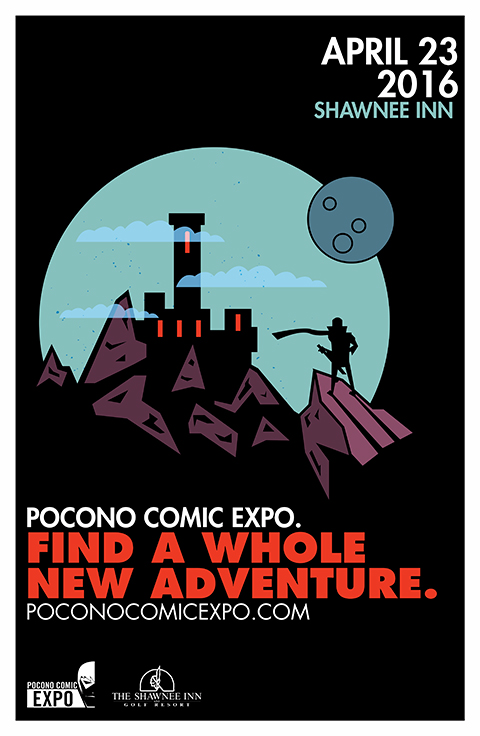 APRIL 23
2016
SHAWNEE INN
POCONO COMIC EXPO.
FIND A WHOLE
NEW ADVENTURE.
POCONOCOMICEXPO.COM
POCONO COMIC
EXPO
THE SHAWNEE INN
GOLF RESORT